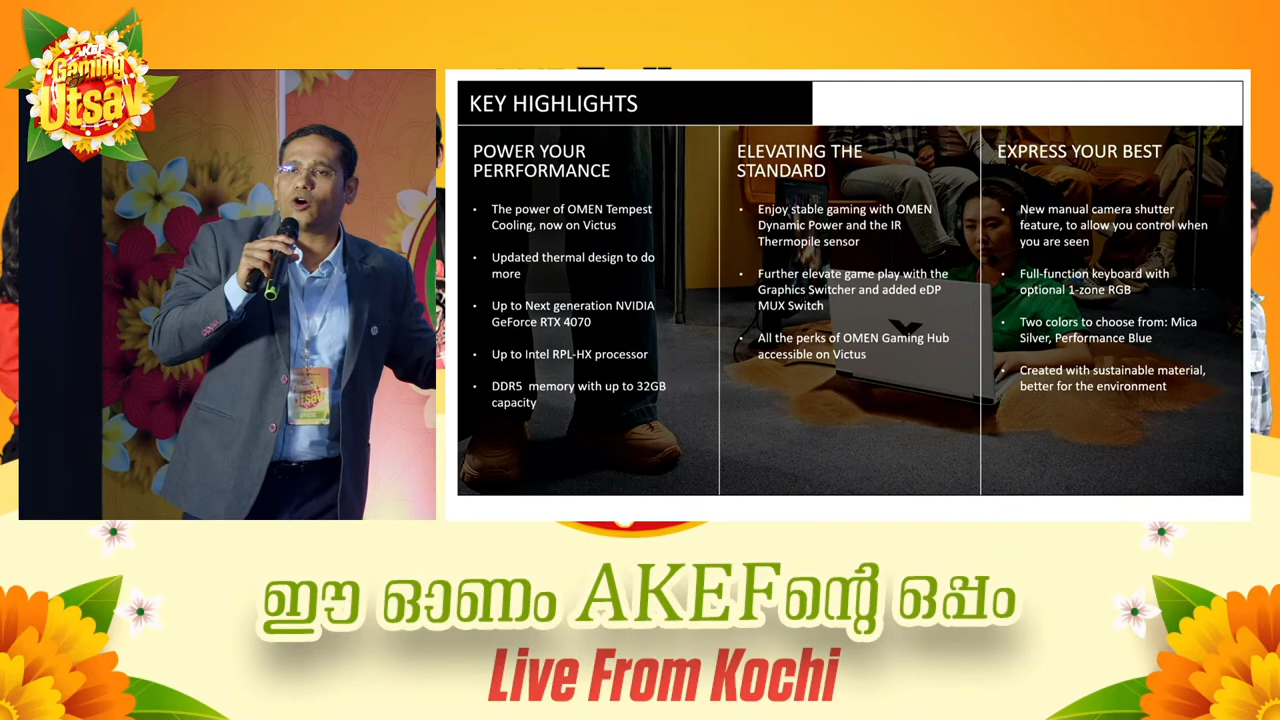 AKEF
Gaming
Utsav
KEY HIGHLIGHTS
POWER YOUR
PERRFORMANCE
• The power of OMEN Tempest
Cooling, now on Victus
• Updated thermal design to do
more
• Up to Next generation NVIDIA
GeForce RTX 4070
• Up to Intel RPL-HX processor
• DDR5 memory with up to 32GB
capacity
ELEVATING THE
STANDARD
• Enjoy stable gaming with OMEN
Dynamic Power and the IR
Thermopile sensor
• Further elevate game play with the
Graphics Switcher and added eDP
MUX Switch
• All the perks of OMEN Gaming Hub
accessible on Victus
EXPRESS YOUR BEST
• New manual camera shutter
feature, to allow you control when
you are seen
• Full-function keyboard with
optional 1-zone RGB
• Two colors to choose from: Mica
Silver, Performance Blue
• Created with sustainable material,
better for the environment
Utsav
ഈ ഓണം AKEFന്റെ ഒപ്പം
Live From Kochi